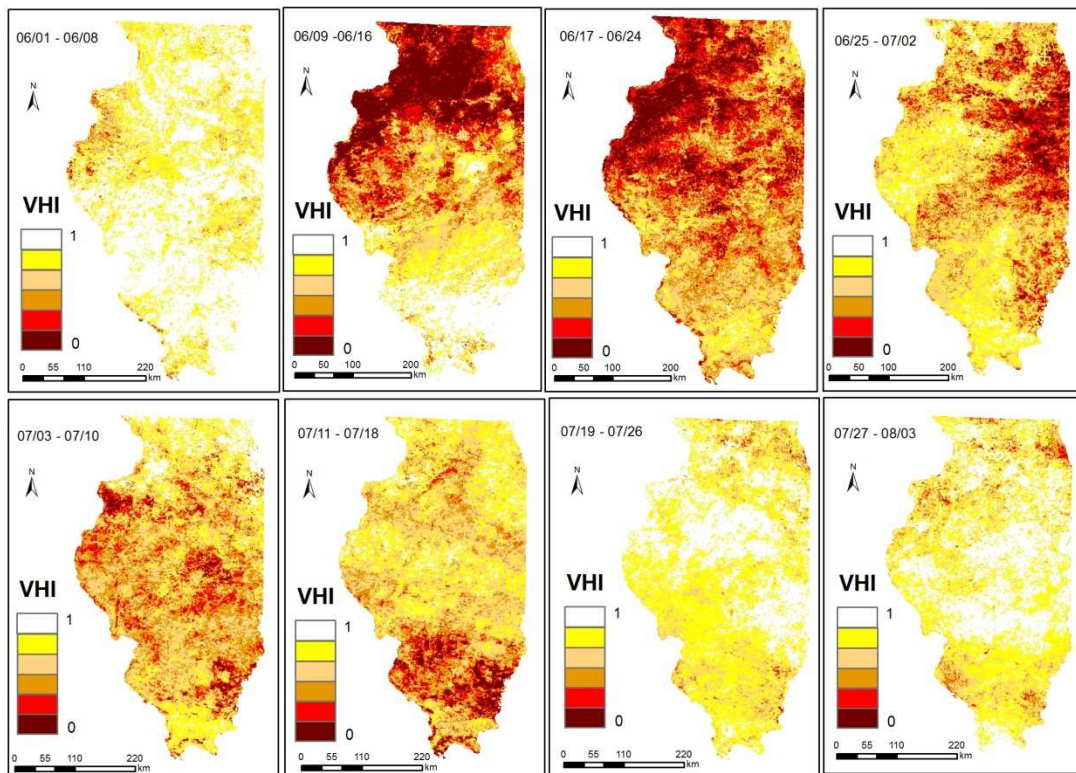 06/01 - 06/08
N
VHI
1
0
0 55 110 220
km
06/09 -06/16
N
VHI
1
0
0 50 100 200
km
06/17 - 06/24
N
VHI
1
0
0 50 100 200
km
06/25 - 07/02
N
VHI
1
0
0 50 100 200
km
07/03 - 07/10
N
VHI
1
0
0 55 110 220
km
07/11 - 07/18
N
VHI
1
0
0 55 110 220
km
07/19 - 07/26
N
VHI
1
0
0 55 110 220
km
07/27 - 08/03
N
VHI
1
0
0 55 110 220
km